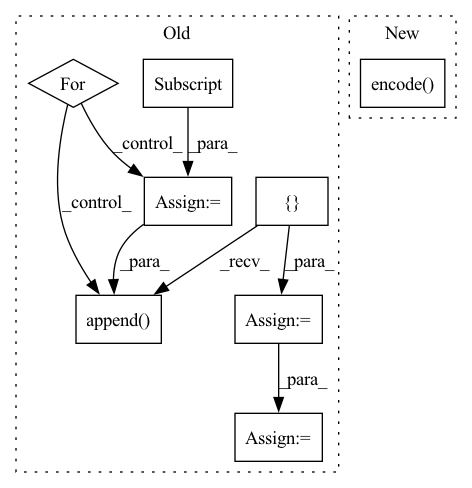 Old
New
For
Subscript
encode()
_control_
_para_
_control_
Assign:=
{}
_para_
_recv_
_para_
append()
Assign:=
_para_
Assign:=